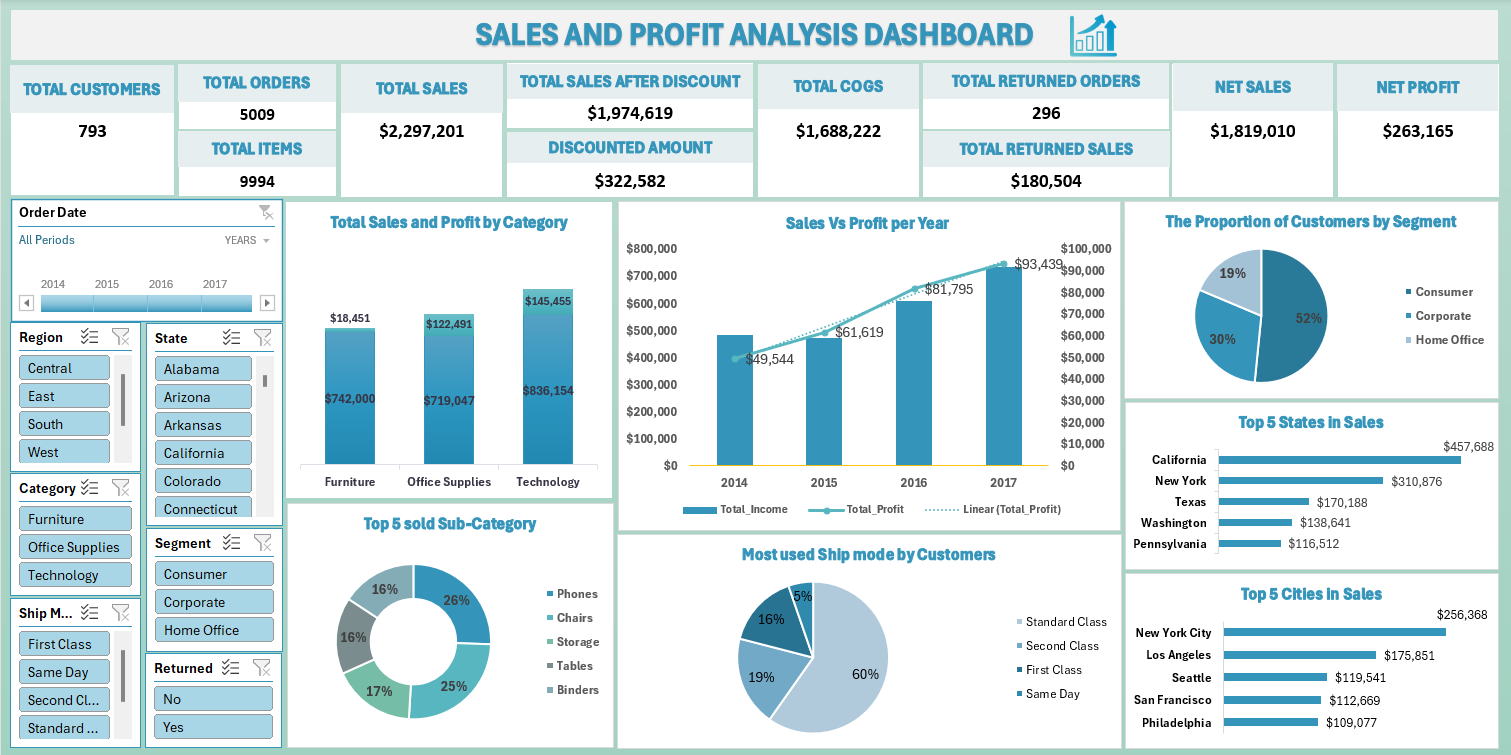 SALES AND PROFIT ANALYSIS DASHBOARD
TOTAL CUSTOMERS
793
TOTAL ORDERS
5009
TOTAL ITEMS
9994
TOTAL SALES
$2,297,201
TOTAL SALES AFTER DISCOUNT
$1,974,619
DISCOUNTED AMOUNT
$322,582
TOTAL COGS
$1,688,222
TOTAL RETURNED ORDERS
296
TOTAL RETURNED SALES
$180,504
NET SALES
$1,819,010
NET PROFIT
$263,165
Order Date
All Periods
YEARS
2014 2015 2016 2017
Region
Central
East
South
West
State
Alabama
Arizona
Arkansas
California
Colorado
Connecticut
Category
Furniture
Office Supplies
Technology
Segment
Consumer
Corporate
Home Office
Ship M...
First Class
Same Day
Second Cl...
Standard ...
Returned
No
Yes
Total Sales and Profit by Category
$18,451
$122,491
$145,455
$742,000
$719,047
$836,154
Furniture Office Supplies Technology
Top 5 sold Sub-Category
26%
25%
17%
16%
16%
Phones
Chairs
Storage
Tables
Binders
Sales Vs Profit per Year
$800,000
$700,000
$600,000
$500,000
$400,000
$300,000
$200,000
$100,000
$0
$49,544
$61,619
$81,795
$93,439
$100,000
$90,000
$80,000
$70,000
$60,000
$50,000
$40,000
$30,000
$20,000
$10,000
$0
2014 2015 2016 2017
Total_Income Total_Profit Linear (Total_Profit)
Most used Ship mode by Customers
60%
19%
16%
5%
Standard Class
Second Class
First Class
Same Day
The Proportion of Customers by Segment
52%
30%
19%
Consumer
Corporate
Home Office
Top 5 States in Sales
California $457,688
New York $310,876
Texas $170,188
Washington $138,641
Pennsylvania $116,512
Top 5 Cities in Sales
New York City $256,368
Los Angeles $175,851
Seattle $119,541
San Francisco $112,669
Philadelphia $109,077